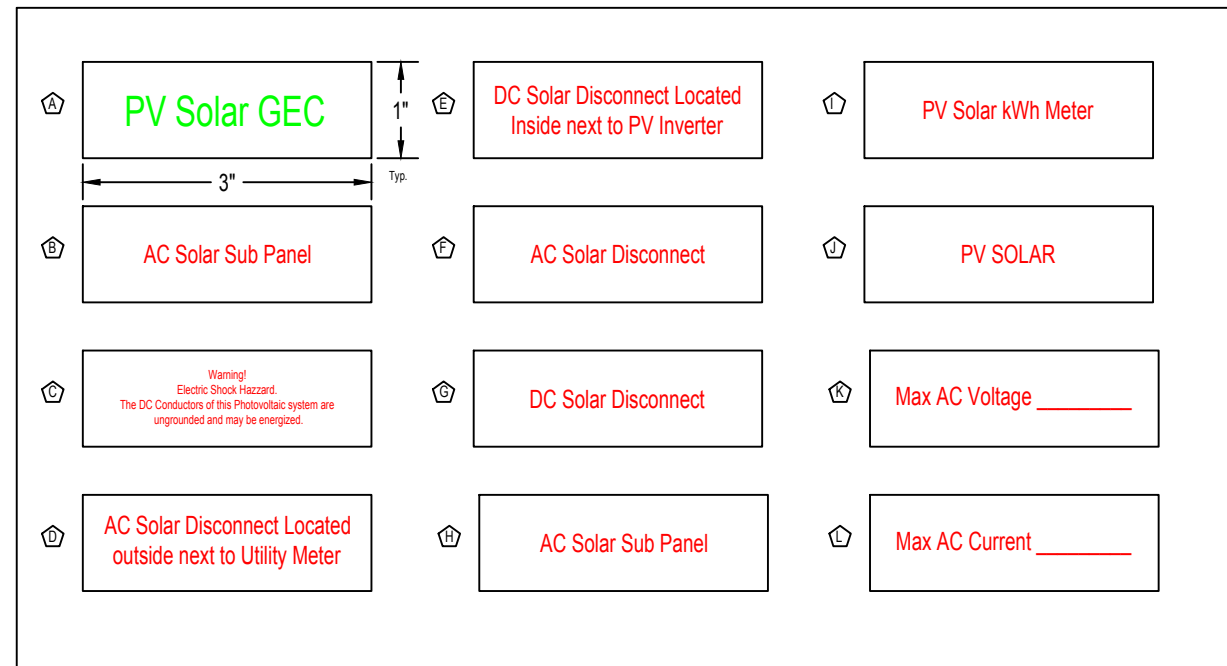 A
PV Solar GEC
1"
Typ.
3"
B
AC Solar Sub Panel
C
Warning!
Electric Shock Hazzard.
The DC Conductors of this Photovoltaic system are
ungrounded and may be energized.
D
AC Solar Disconnect Located
outside next to Utility Meter
E
DC Solar Disconnect Located
Inside next to PV Inverter
F
AC Solar Disconnect
G
DC Solar Disconnect
H
AC Solar Sub Panel
I
PV Solar kWh Meter
J
PV SOLAR
K
Max AC Voltage _________
L
Max AC Current _________